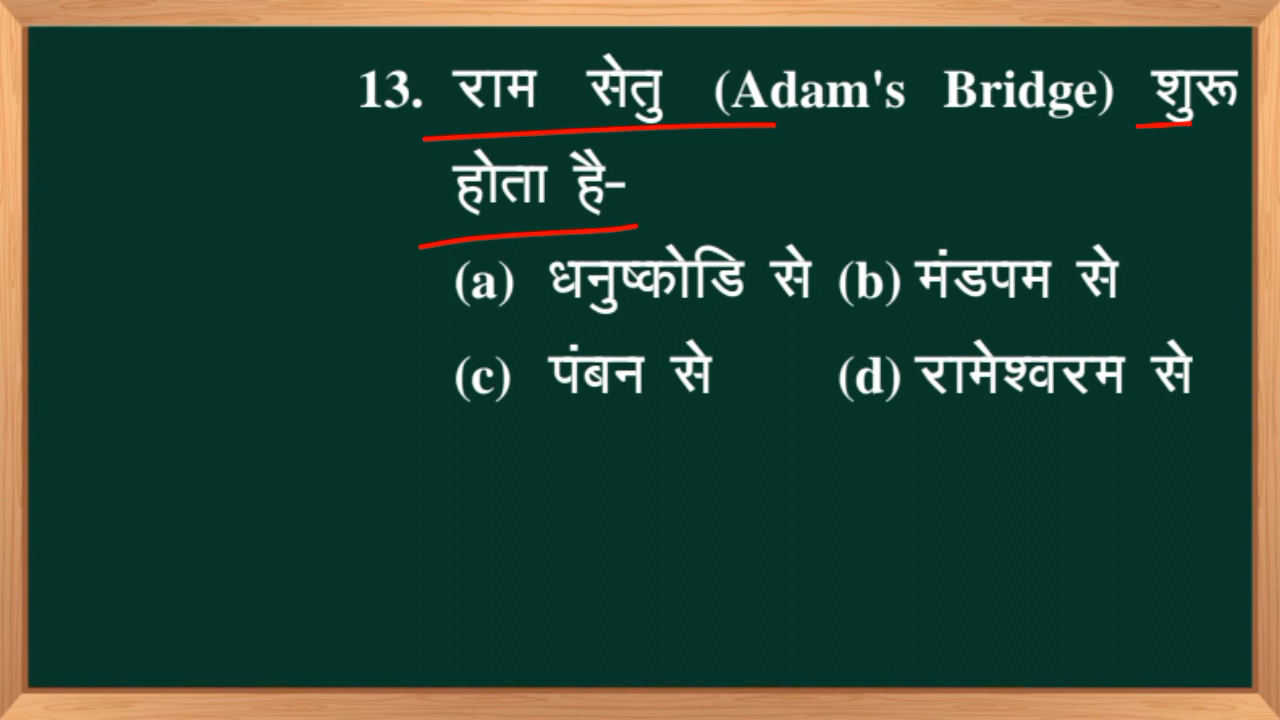 13. राम सेतु (Adam's Bridge) शुरू
होता है-
(a) धनुष्कोडि से (b) मंडपम से
(c) पंबन से (d) रामेश्वरम से